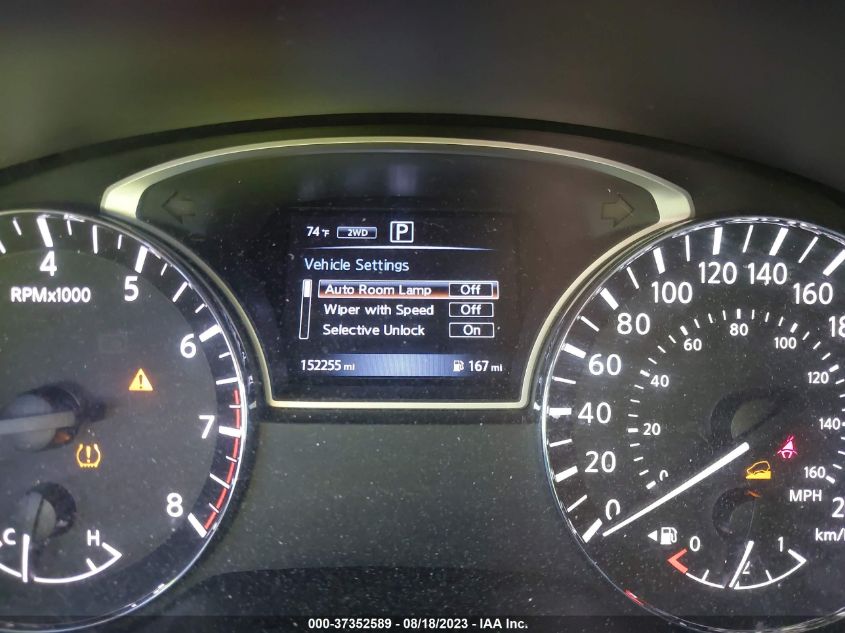 74°F 2WD P
Vehicle Settings
Auto Room Lamp Off
Wiper with Speed Off
Selective Unlock On
152255 mi 167 mi
4
5
6
7
8
RPMx1000
C H
0
20
40
60
80
100
120
140
160
0
20
40
60
80
100
120
140
160
MPH
km/
0 1
000-37352589 - 08/18/2023 - IAA Inc.